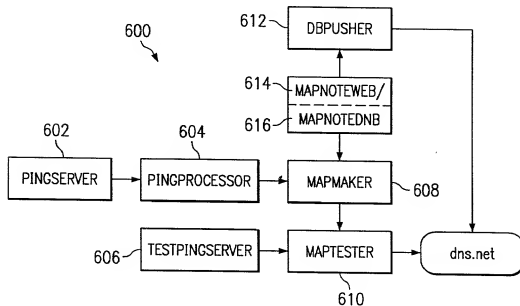 600
612
DBPUSHER
614
MAPNOTEWEB/
616
MAPNOTEDNB
602
604
PINGSERVER
PINGPROCESSOR
MAPMAKER
608
606
TESTPINGSERVER
MAPTESTER
dns.net
610